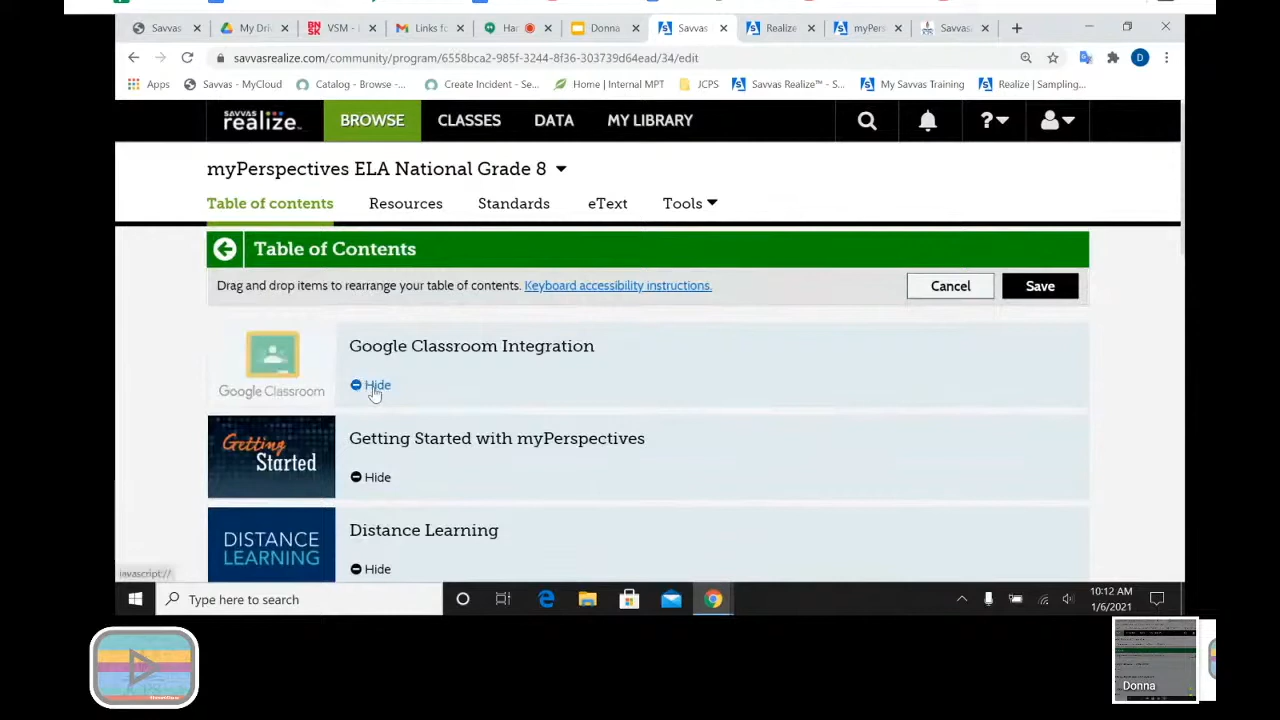 Savvas
My Driv
BN
SK
VSM -
Links fo
Ha
Donna
Savvas
Realize
myPers
Savvas
savvasrealize.com/community/program/6558bca2-985f-3244-8f36-303739d64ead/34/edit
D
Apps
Savvas - MyCloud
Catalog - Browse -...
Create Incident - Se...
Home | Internal MPT
JCPS
Savvas Realize™ - S...
My Savvas Training
Realize | Sampling...
SAVVAS
realize™
BROWSE
CLASSES
DATA
MY LIBRARY
?
myPerspectives ELA National Grade 8
Table of contents
Resources
Standards
eText
Tools
Table of Contents
Drag and drop items to rearrange your table of contents. Keyboard accessibility instructions.
Cancel
Save
Google Classroom
Google Classroom Integration
Hide
Getting
Started
Getting Started with myPerspectives
Hide
DISTANCE
LEARNING
Distance Learning
Hide
javascript://
Type here to search
10:12 AM
1/6/2021
Donna